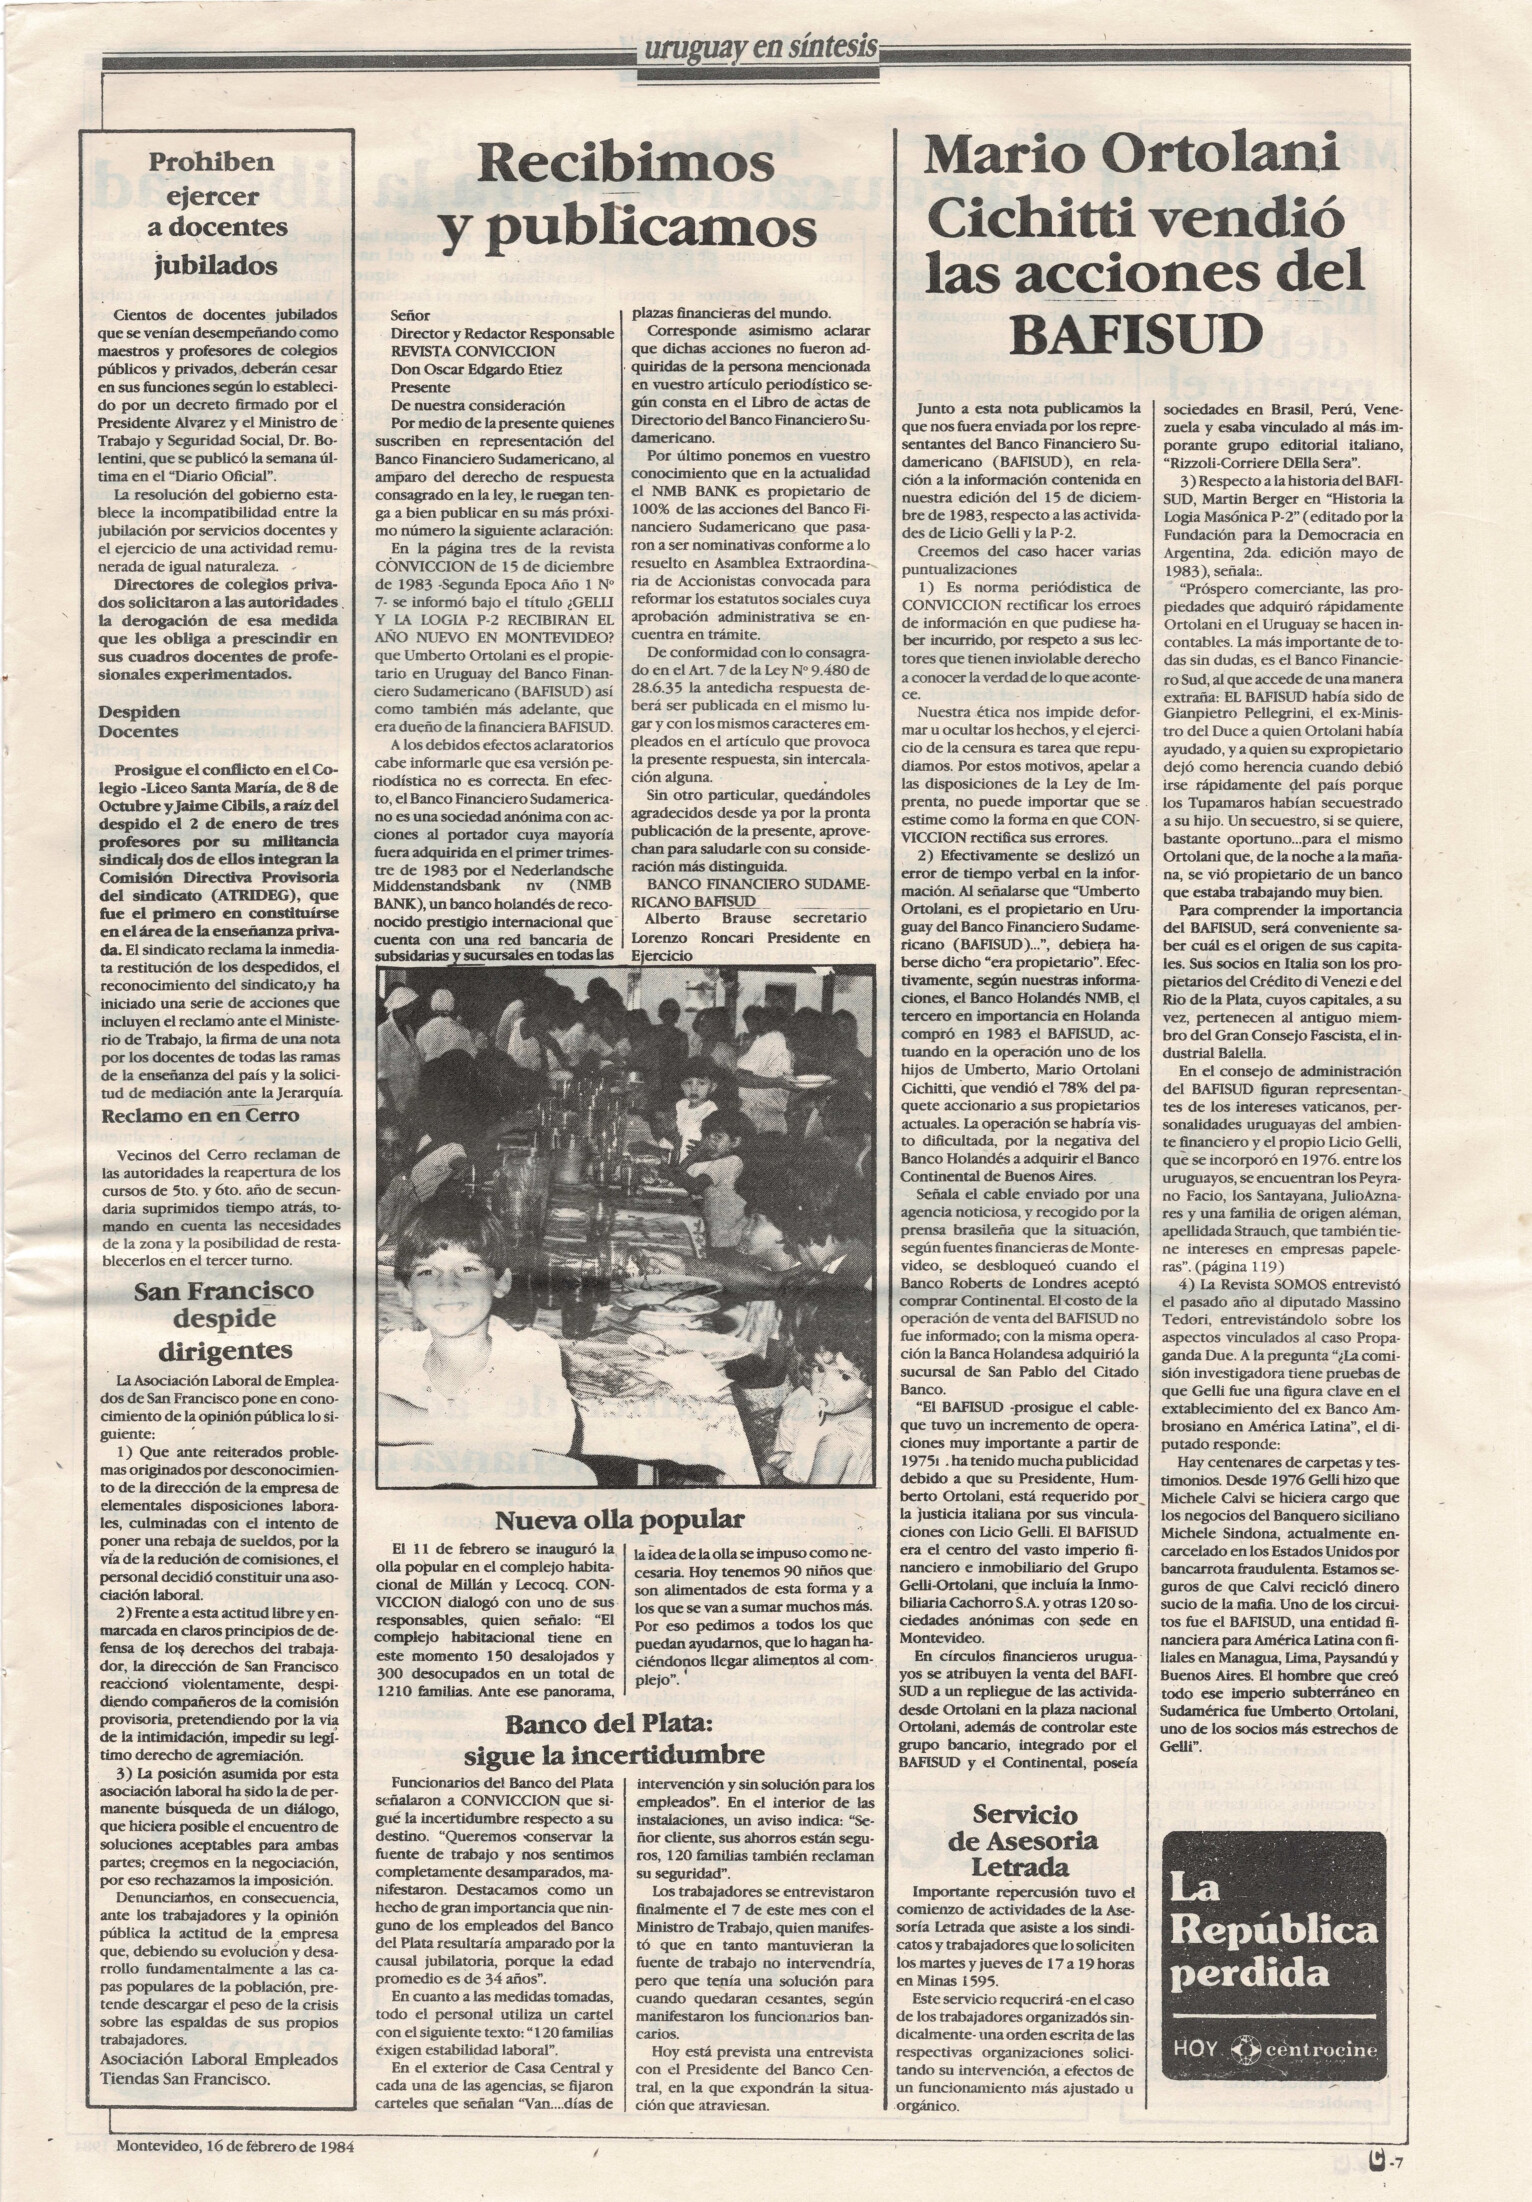 uruguay en síntesis
Prohiben
ejercer
a docentes
jubilados
Cientos de docentes jubilados
que se venían desempeñando como
maestros y profesores de colegios
públicos y privados, deberán cesar
en sus funciones según lo estableci-
do por un decreto firmado por el
Presidente Alvarez y el Ministro de
Trabajo y Seguridad Social, Dr. Bo-
lentini, que se publicó la semana úl-
tima en el "Diario Oficial".
La resolución del gobierno esta-
blece la incompatibilidad entre la
jubilación por servicios docentes y
el ejercicio de una actividad remu-
nerada de igual naturaleza.
Directores de colegios priva-
dos solicitaron a las autoridades
la derogación de esa medida
que les obliga a prescindir en
sus cuadros docentes de profe-
sionales experimentados.
Despiden
Docentes
Prosigue el conflicto en el Co-
legio -Liceo Santa María, de 8 de
Octubre y Jaime Cibils, a raíz del
despido el 2 de enero de tres
profesores por su militancia
sindical; dos de ellos integran la
Comisión Directiva Provisoria
del sindicato (ATRIDEG), que
fue el primero en constituírse
en el área de la enseñanza priva-
da. El sindicato reclama la inmedia-
ta restitución de los despedidos, el
reconocimiento del sindicato,y ha
iniciado una serie de acciones que
incluyen el reclamo ante el Ministe-
rio de Trabajo, la firma de una nota
por los docentes de todas las ramas
de la enseñanza del país y la solici-
tud de mediación ante la Jerarquía.
Reclamo en en Cerro
Vecinos del Cerro reclaman de
las autoridades la reapertura de los
cursos de 5to. y 6to. año de secun-
daria suprimidos tiempo atrás, to-
mando en cuenta las necesidades
de la zona y la posibilidad de resta-
blecerlos en el tercer turno.
San Francisco
despide
dirigentes
La Asociación Laboral de Emplea-
dos de San Francisco pone en cono-
cimiento de la opinión pública lo si-
guiente:
1) Que ante reiterados proble-
mas originados por desconocimien-
to de la dirección de la empresa de
elementales disposiciones labora-
les, culminadas con el intento de
poner una rebaja de sueldos, por la
vía de la redución de comisiones, el
personal decidió constituir una aso-
ciación laboral.
2) Frente a esta actitud libre y en-
marcada en claros principios de de-
fensa de los derechos del trabaja-
dor, la dirección de San Francisco
reaccionó violentamente, despi-
diendo compañeros de la comisión
provisoria, pretendiendo por la vía
de la intimidación, impedir su legí-
timo derecho de agremiación.
3) La posición asumida por esta
asociación laboral ha sido la de per-
manente búsqueda de un diálogo,
que hiciera posible el encuentro de
soluciones aceptables para ambas
partes; creemos en la negociación,
por eso rechazamos la imposición.
Denunciamos, en consecuencia,
ante los trabajadores y la opinión
pública la actitud de la empresa
que, debiendo su evolución y desa-
rrollo fundamentalmente a las ca-
pas populares de la población, pre-
tende descargar el peso de la crisis
sobre las espaldas de sus propios
trabajadores.
Asociación Laboral Empleados
Tiendas San Francisco.
Recibimos
y publicamos
Señor
Director y Redactor Responsable
REVISTA CONVICCION
Don Oscar Edgardo Etiez
Presente
De nuestra consideración
Por medio de la presente quienes
suscriben en representación del
Banco Financiero Sudamericano, al
amparo del derecho de respuesta
consagrado en la ley, le ruegan ten-
ga a bien publicar en su más próxi-
mo número la siguiente aclaración:
En la página tres de la revista
CONVICCION de 15 de diciembre
de 1983 -Segunda Epoca Año 1 Nº
7- se informó bajo el título ¿GELLI
Y LA LOGIA P-2 RECIBIRAN EL
AÑO NUEVO EN MONTEVIDEO?
que Umberto Ortolani es el propie-
tario en Uruguay del Banco Finan-
ciero Sudamericano (BAFISUD) así
como también más adelante, que
era dueño de la financiera BAFISUD.
A los debidos efectos aclaratorios
cabe informarle que esa versión pe-
riodística no es correcta. En efec-
to, el Banco Financiero Sudamerica-
no es una sociedad anónima con ac-
ciones al portador cuya mayoría
fuera adquirida en el primer trimes-
tre de 1983 por el Nederlandsche
Middenstandsbank nv (NMB
BANK), un banco holandés de reco-
nocido prestigio internacional que
cuenta con una red bancaria de
subsidarias y sucursales en todas las
plazas financieras del mundo.
Corresponde asimismo aclarar
que dichas acciones no fueron ad-
quiridas de la persona mencionada
en vuestro artículo periodístico se-
gún consta en el Libro de actas de
Directorio del Banco Financiero Su-
damericano.
Por último ponemos en vuestro
conocimiento que en la actualidad
el NMB BANK es propietario de
100% de las acciones del Banco Fi-
nanciero Sudamericano que pasa-
ron a ser nominativas conforme a lo
resuelto en Asamblea Extraordina-
ria de Accionistas convocada para
reformar los estatutos sociales cuya
aprobación administrativa se en-
cuentra en trámite.
De conformidad con lo consagra-
do en el Art. 7 de la Ley Nº 9.480 de
28.6.35 la antedicha respuesta de-
berá ser publicada en el mismo lu-
gar y con los mismos caracteres em-
pleados en el artículo que provoca
la presente respuesta, sin intercala-
ción alguna.
Sin otro particular, quedándoles
agradecidos desde ya por la pronta
publicación de la presente, aprove-
chan para saludarle con su conside-
ración más distinguida.
BANCO FINANCIERO SUDAME-
RICANO BAFISUD
Alberto Brause secretario
Lorenzo Roncari Presidente en
Ejercicio
Nueva olla popular
El 11 de febrero se inauguró la
olla popular en el complejo habita-
cional de Millán y Lecocq. CON-
VICCION dialogó con uno de sus
responsables, quien señalo: "El
complejo habitacional tiene en
este momento 150 desalojados y
300 desocupados en un total de
1210 familias. Ante ese panorama,
la idea de la olla se impuso como ne-
cesaria. Hoy tenemos 90 niños que
son alimentados de esta forma y a
los que se van a sumar muchos más.
Por eso pedimos a todos los que
puedan ayudarnos, que lo hagan ha-
ciéndonos llegar alimentos al com-
plejo".
Banco del Plata:
sigue la incertidumbre
Funcionarios del Banco del Plata
señalaron a CONVICCION que si-
gué la incertidumbre respecto a su
destino. "Queremos conservar la
fuente de trabajo y nos sentimos
completamente desamparados, ma-
nifestaron. Destacamos como un
hecho de gran importancia que nin-
guno de los empleados del Banco
del Plata resultaría amparado por la
causal jubilatoria, porque la edad
promedio es de 34 años".
En cuanto a las medidas tomadas,
todo el personal utiliza un cartel
con el siguiente texto: "120 familias
exigen estabilidad laboral".
En el exterior de Casa Central y
cada una de las agencias, se fijaron
carteles que señalan "Van....días de
intervención y sin solución para los
empleados". En el interior de las
instalaciones, un aviso indica: "Se-
ñor cliente, sus ahorros están segu-
ros, 120 familias también reclaman
su seguridad".
Los trabajadores se entrevistaron
finalmente el 7 de este mes con el
Ministro de Trabajo, quien manifes-
tó que en tanto mantuvieran la
fuente de trabajo no intervendría,
pero que tenía una solución para
cuando quedaran cesantes, según
manifestaron los funcionarios ban-
carios.
Hoy está prevista una entrevista
con el Presidente del Banco Cen-
tral, en la que expondrán la situa-
ción que atraviesan.
Mario Ortolani
Cichitti vendió
las acciones del
BAFISUD
Junto a esta nota publicamos la
que nos fuera enviada por los repre-
sentantes del Banco Financiero Su-
damericano (BAFISUD), en rela-
ción a la información contenida en
nuestra edición del 15 de diciem-
bre de 1983, respecto a las activida-
des de Licio Gelli y la P-2.
Creemos del caso hacer varias
puntualizaciones
1) Es norma periódistica de
CONVICCION rectificar los erroes
de información en que pudiese ha-
ber incurrido, por respeto a sus lec-
tores que tienen inviolable derecho
a conocer la verdad de lo que aconte-
ce.
Nuestra ética nos impide defor-
mar u ocultar los hechos, y el ejerci-
cio de la censura es tarea que repu-
diamos. Por estos motivos, apelar a
las disposiciones de la Ley de Im-
prenta, no puede importar que se
estime como la forma en que CON-
VICCION rectifica sus errores.
2) Efectivamente se deslizó un
error de tiempo verbal en la infor-
mación. Al señalarse que "Umberto
Ortolani, es el propietario en Uru-
guay del Banco Financiero Sudame-
ricano (BAFISUD)...", debiera ha-
berse dicho "era propietario". Efec-
tivamente, según nuestras informa-
ciones, el Banco Holandés NMB, el
tercero en importancia en Holanda
compró en 1983 el BAFISUD, ac-
tuando en la operación uno de los
hijos de Umberto, Mario Ortolani
Cichitti, que vendió el 78% del pa-
quete accionario a sus propietarios
actuales. La operación se habría vis-
to dificultada, por la negativa del
Banco Holandés a adquirir el Banco
Continental de Buenos Aires.
Señala el cable enviado por una
agencia noticiosa, y recogido por la
prensa brasileña que la situación,
según fuentes financieras de Monte-
video, se desbloqueó cuando el
Banco Roberts de Londres aceptó
comprar Continental. El costo de la
operación de venta del BAFISUD no
fue informado; con la misma opera-
ción la Banca Holandesa adquirió la
sucursal de San Pablo del Citado
Banco.
"El BAFISUD -prosigue el cable-
que tuvo un incremento de opera-
ciones muy importante a partir de
1975, . ha tenido mucha publicidad
debido a que su Presidente, Hum-
berto Ortolani, está requerido por
la justicia italiana por sus vincula-
ciones con Licio Gelli. El BAFISUD
era el centro del vasto imperio fi-
nanciero e inmobiliario del Grupo
Gelli-Ortolani, que incluía la Inmo-
biliaria Cachorro S.A. y otras 120 so-
ciedades anónimas con sede en
Montevideo.
En círculos financieros urugua-
yos se atribuyen la venta del BAFI-
SUD a un repliegue de las activida-
desde Ortolani en la plaza nacional
Ortolani, además de controlar este
grupo bancario, integrado por el
BAFISUD y el Continental, poseía
sociedades en Brasil, Perú, Vene-
zuela y esaba vinculado al más im-
porante grupo editorial italiano,
"Rizzoli-Corriere DElla Sera".
3) Respecto a la historia del BAFI-
SUD, Martin Berger en "Historia la
Logia Masónica P-2" (editado por la
Fundación para la Democracia en
Argentina, 2da. edición mayo de
1983), señala:.
"Próspero comerciante, las pro-
piedades que adquiró rápidamente
Ortolani en el Uruguay se hacen in-
contables. La más importante de to-
das sin dudas, es el Banco Financie-
ro Sud, al que accede de una manera
extraña: EL BAFISUD había sido de
Gianpietro Pellegrini, el ex-Minis-
tro del Duce a quien Ortolani había
ayudado, y a quien su expropietario
dejó como herencia cuando debió
irse rápidamente del país porque
los Tupamaros habían secuestrado
a su hijo. Un secuestro, si se quiere,
bastante oportuno...para el mismo
Ortolani que, de la noche a la maña-
na, se vió propietario de un banco
que estaba trabajando muy bien.
Para comprender la importancia
del BAFISUD, será conveniente sa-
ber cuál es el origen de sus capita-
les. Sus socios en Italia son los pro-
pietarios del Crédito di Venezi e del
Rio de la Plata, cuyos capitales, a su
vez, pertenecen al antiguo miem-
bro del Gran Consejo Fascista, el in-
dustrial Balella.
En el consejo de administración
del BAFISUD figuran representan-
tes de los intereses vaticanos, per-
sonalidades uruguayas del ambien-
te financiero y el propio Licio Gelli,
que se incorporó en 1976. entre los
uruguayos, se encuentran los Peyra-
no Facio, los Santayana, JulioAzna-
res y una familia de origen aléman,
apellidada Strauch, que también tie-
ne intereses en empresas papele-
ras". (página 119)
4) La Revista SOMOS entrevistó
el pasado año al diputado Massino
Tedori, entrevistándolo sobre los
aspectos vinculados al caso Propa-
ganda Due. A la pregunta "¿La comi-
sión investigadora tiene pruebas de
que Gelli fue una figura clave en el
extablecimiento del ex Banco Am-
brosiano en América Latina", el di-
putado responde:
Hay centenares de carpetas y tes-
timonios. Desde 1976 Gelli hizo que
Michele Calvi se hiciera cargo que
los negocios del Banquero siciliano
Michele Sindona, actualmente en-
carcelado en los Estados Unidos por
bancarrota fraudulenta. Estamos se-
guros de que Calvi recicló dinero
sucio de la mafia. Uno de los circui-
tos fue el BAFISUD, una entidad fi-
nanciera para América Latina con fi-
liales en Managua, Lima, Paysandú y
Buenos Aires. El hombre que creó
todo ese imperio subterráneo en
Sudamérica fue Umberto Ortolani,
uno de los socios más estrechos de
Gelli".
Servicio
de Asesoria
Letrada
Importante repercusión tuvo el
comienzo de actividades de la Ase-
soría Letrada que asiste a los sindi-
catos y trabajadores que lo soliciten
los martes y jueves de 17 a 19 horas
en Minas 1595.
Este servicio requerirá -en el caso
de los trabajadores organizadós sin-
dicalmente- una orden escrita de las
respectivas organizaciones solici-
tando su intervención, a efectos de
un funcionamiento más ajustado u
orgánico.
La
República
perdida
HOY centrocine
Montevideo, 16 de febrero de 1984
C -7